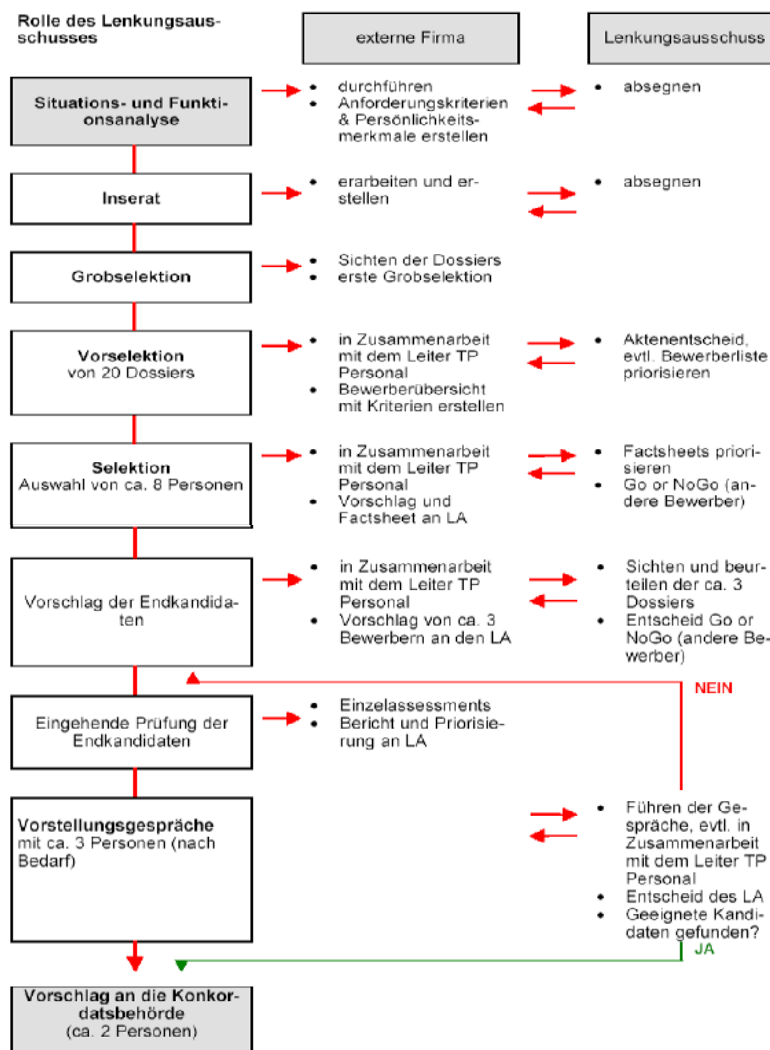 Rolle des Lenkungsaus-
schusses
externe Firma
Lenkungsausschuss
Situations- und Funkti-
onsanalyse
• durchführen
• Anforderungskriterien
& Persönlichkeits-
merkmale erstellen
• absegnen
Inserat
• erarbeiten und er-
stellen
• absegnen
Grobselektion
• Sichten der Dossiers
• erste Grobselektion
Vorselektion
von 20 Dossiers
• in Zusammenarbeit
mit dem Leiter TP
Personal
• Bewerberübersicht
mit Kriterien erstellen
• Aktenentscheid,
evtl. Bewerberliste
priorisieren
Selektion
Auswahl von ca. 8 Personen
• in Zusammenarbeit
mit dem Leiter TP
Personal
• Vorschlag und
Factsheet an LA
• Factsheets priori-
sieren
• Go or NoGo (an-
dere Bewerber)
Vorschlag der Endkandida-
ten
• in Zusammenarbeit
mit dem Leiter TP
Personal
• Vorschlag von ca. 3
Bewerbern an den LA
• Sichten und beur-
teilen der ca. 3
Dossiers
• Entscheid Go or
NoGo (andere Be-
werber)
NEIN
Eingehende Prüfung der
Endkandidaten
• Einzelassessments
• Bericht und Priorisie-
rung an LA
Vorstellungsgespräche
mit ca. 3 Personen (nach
Bedarf)
• Führen der Ge-
spräche, evtl. in
Zusammenarbeit
mit dem Leiter TP
Personal
• Entscheid des LA
• Geeignete Kandi-
daten gefunden?
JA
Vorschlag an die Konkor-
datsbehörde
(ca. 2 Personen)